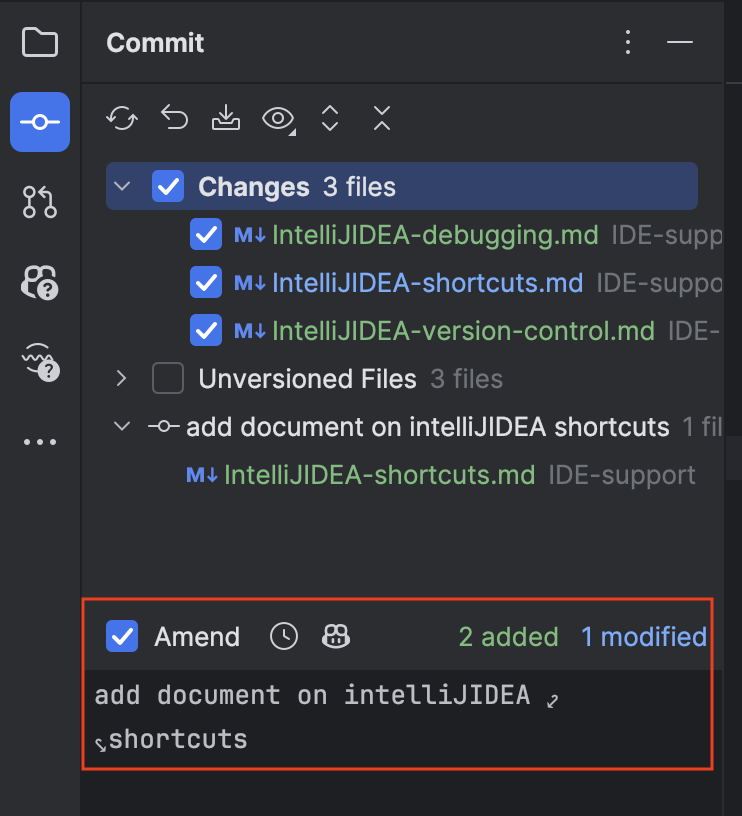 Commit
Changes 3 files
M↓ IntelliJIDEA-debugging.md IDE-supp
M↓ IntelliJIDEA-shortcuts.md IDE-suppo
M↓ IntelliJIDEA-version-control.md IDE-
Unversioned Files 3 files
add document on intelliJIDEA shortcuts 1 fil
M↓ IntelliJIDEA-shortcuts.md IDE-support
Amend 2 added 1 modified
add document on intelliJIDEA
shortcuts